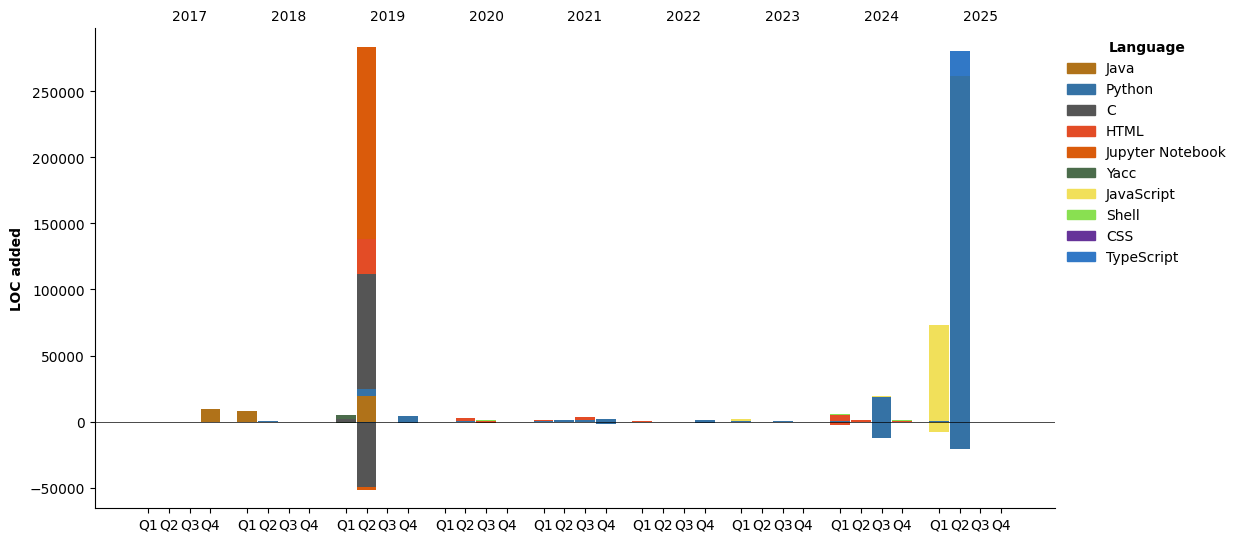 2017 2018 2019 2020 2021 2022 2023 2024 2025
Language
Java
Python
C
HTML
Jupyter Notebook
Yacc
JavaScript
Shell
CSS
TypeScript
LOC added
250000
200000
150000
100000
50000
0
−50000
Q1 Q2 Q3 Q4 Q1 Q2 Q3 Q4 Q1 Q2 Q3 Q4 Q1 Q2 Q3 Q4 Q1 Q2 Q3 Q4 Q1 Q2 Q3 Q4 Q1 Q2 Q3 Q4 Q1 Q2 Q3 Q4 Q1 Q2 Q3 Q4